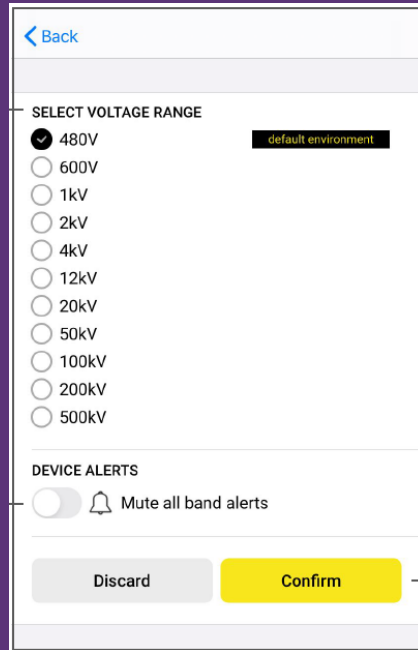 Back
SELECT VOLTAGE RANGE
480V default environment
600V
1kV
2kV
4kV
12kV
20kV
50kV
100kV
200kV
500kV
DEVICE ALERTS
Mute all band alerts
Discard Confirm